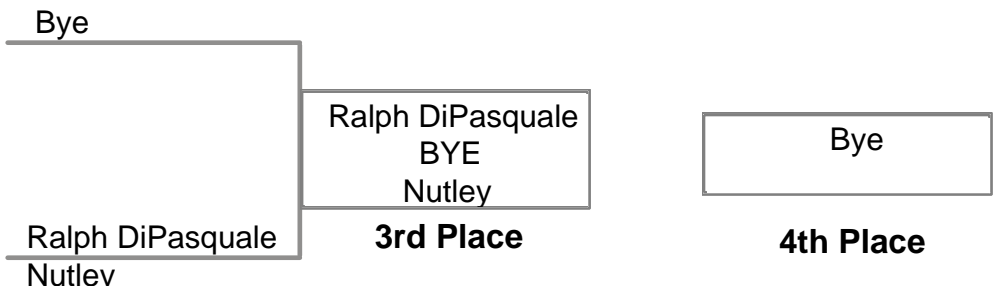 Bye
Ralph DiPasquale
BYE
Nutley
3rd Place
Bye
4th Place
Ralph DiPasquale
Nutley